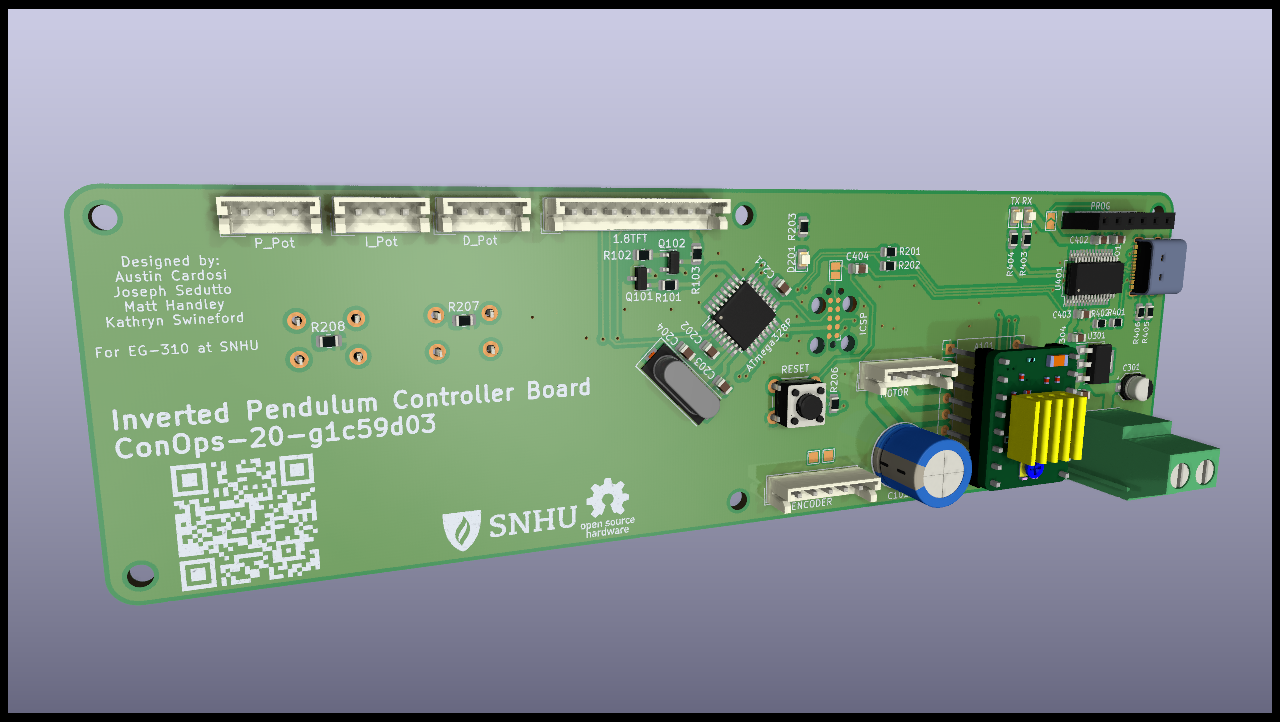 P_Pot
I_Pot
D_Pot
1.8TFT
Designed by:
Austin Cardosi
Joseph Sedutto
Matt Handley
Kathryn Swineford
For EG-310 at SNHU
R208
R207
R102
Q102
R103
Q101
R101
R203
C201
C404
R201
R202
ICSP
ATmega328P
C202
C204
C203
RESET
R206
MOTOR
ENCODER
TX RX
PROG
R404
R403
C402
U401
C403
R402
R401
R406
R405
U301
C301
A101
Inverted Pendulum Controller Board
ConOps-20-g1c59d03
SNHU
open source
hardware